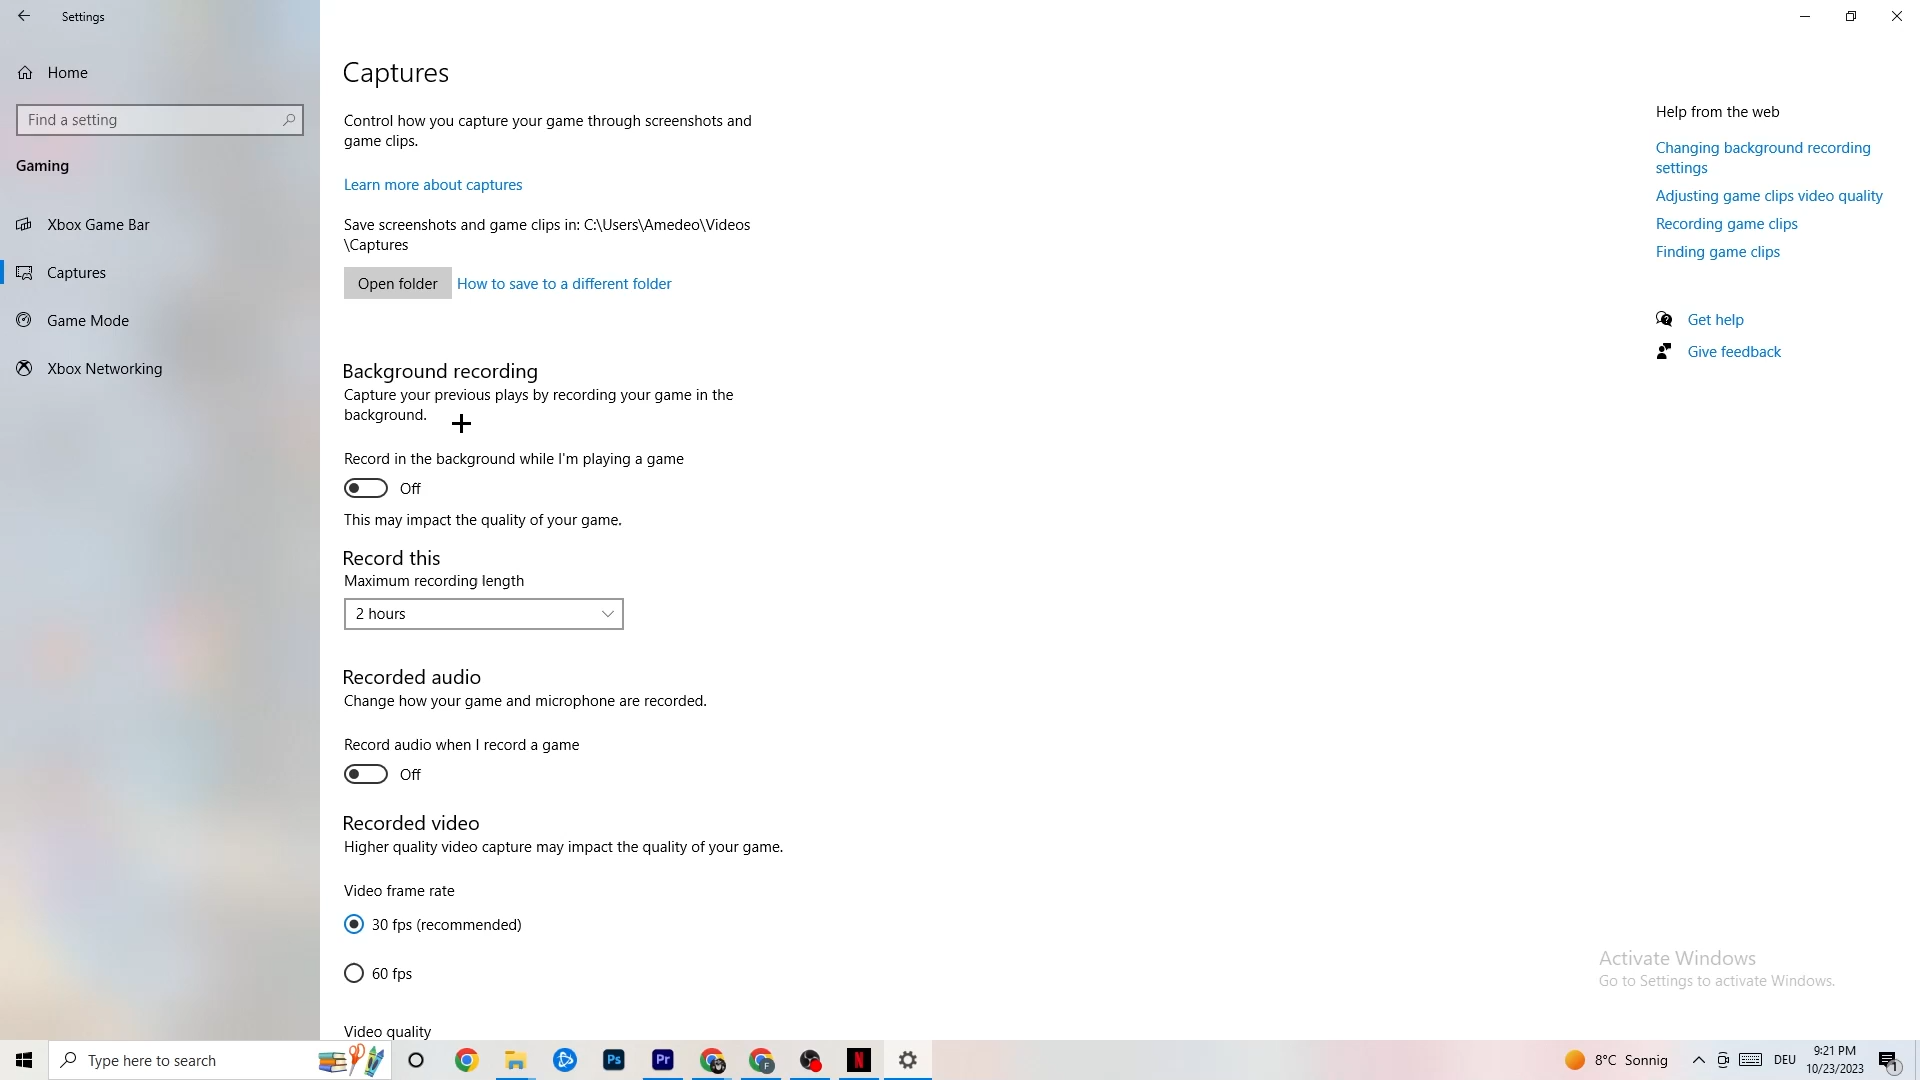 Settings
Home
Find a setting
Gaming
Xbox Game Bar
Captures
Game Mode
Xbox Networking
Captures
Control how you capture your game through screenshots and
game clips.
Learn more about captures
Save screenshots and game clips in: C:\Users\Amedeo\Videos
\Captures
Open folder
How to save to a different folder
Background recording
Capture your previous plays by recording your game in the
background.
Record in the background while I'm playing a game
Off
This may impact the quality of your game.
Record this
Maximum recording length
2 hours
Recorded audio
Change how your game and microphone are recorded.
Record audio when I record a game
Off
Recorded video
Higher quality video capture may impact the quality of your game.
Video frame rate
30 fps (recommended)
60 fps
Video quality
Help from the web
Changing background recording
settings
Adjusting game clips video quality
Recording game clips
Finding game clips
Get help
Give feedback
Activate Windows
Go to Settings to activate Windows.
Type here to search
Ps
Pr
F
N
8°C Sonnig
DEU
9:21 PM
10/23/2023
1